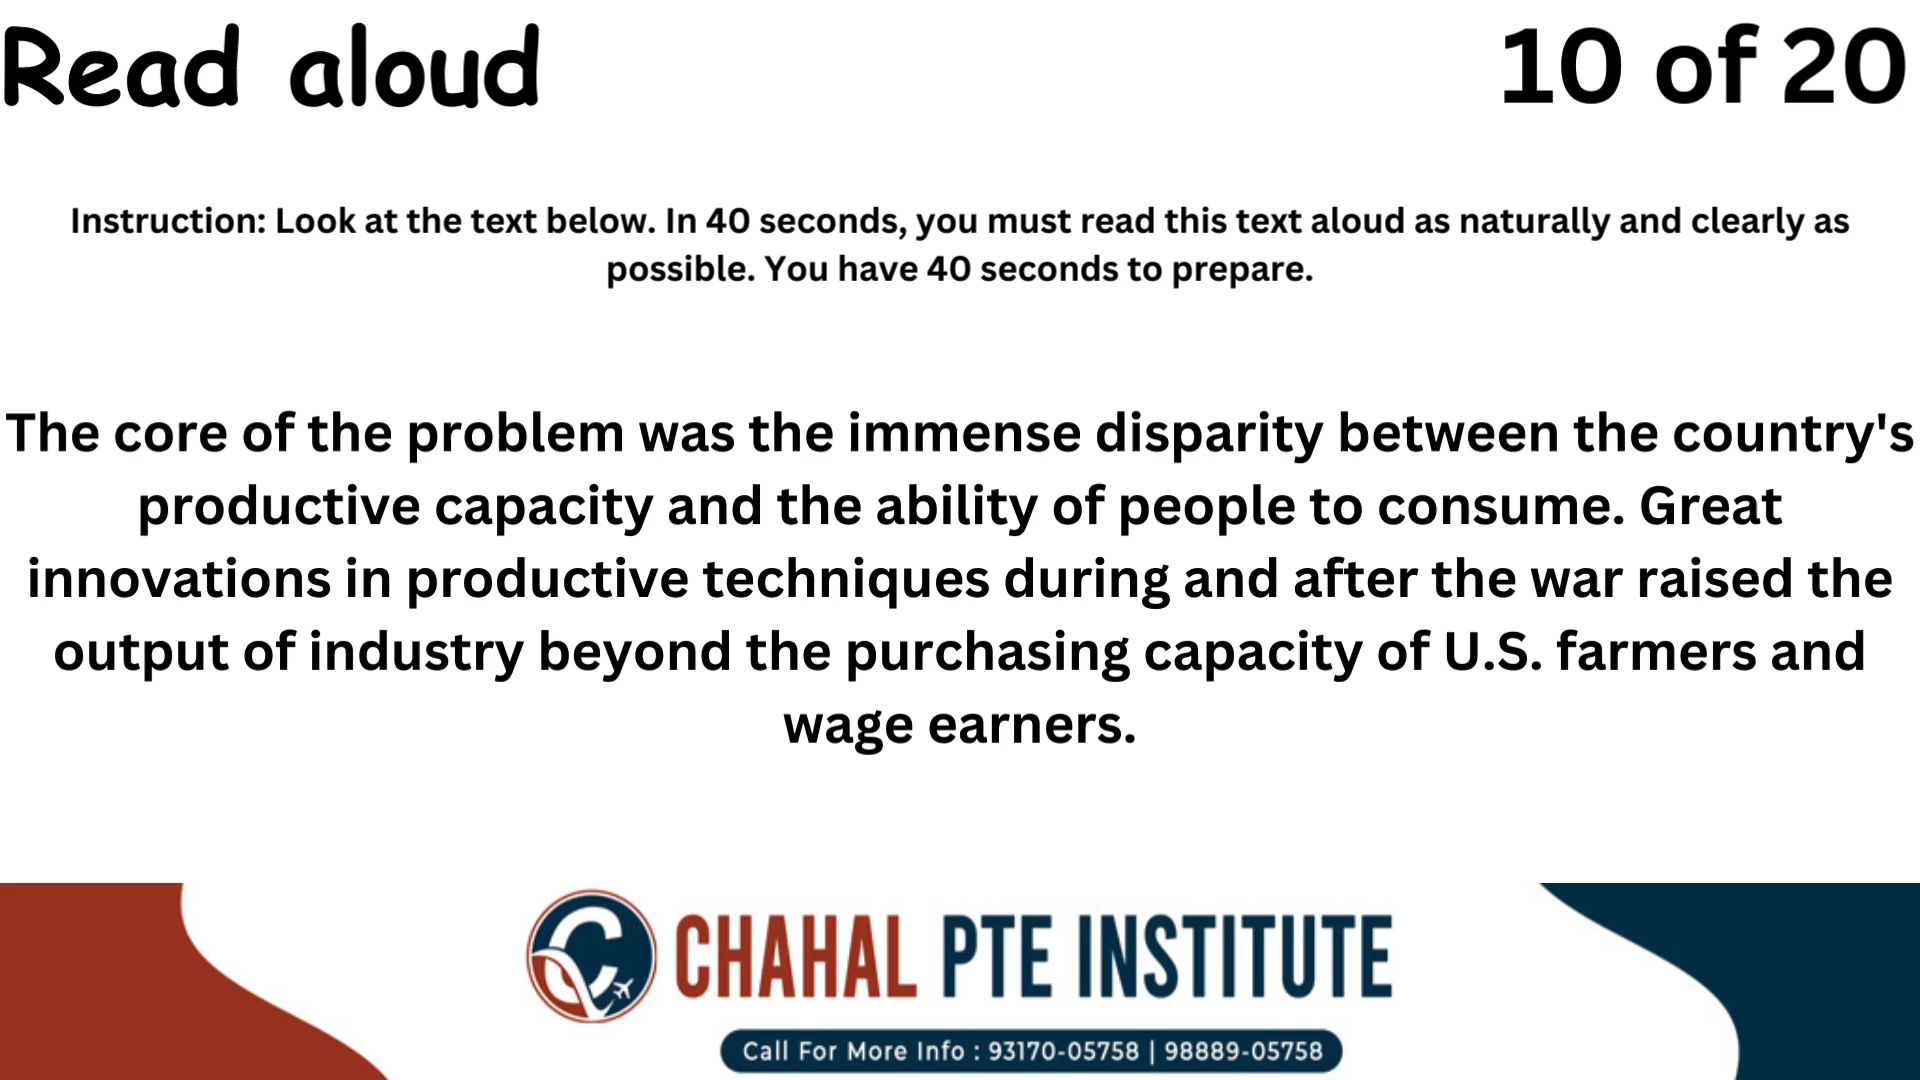 Read aloud
10 of 20
Instruction: Look at the text below. In 40 seconds, you must read this text aloud as naturally and clearly as
possible. You have 40 seconds to prepare.
The core of the problem was the immense disparity between the country's
productive capacity and the ability of people to consume. Great
innovations in productive techniques during and after the war raised the
output of industry beyond the purchasing capacity of U.S. farmers and
wage earners.
CHAHAL PTE INSTITUTE
Call For More Info : 93170-05758 | 98889-05758